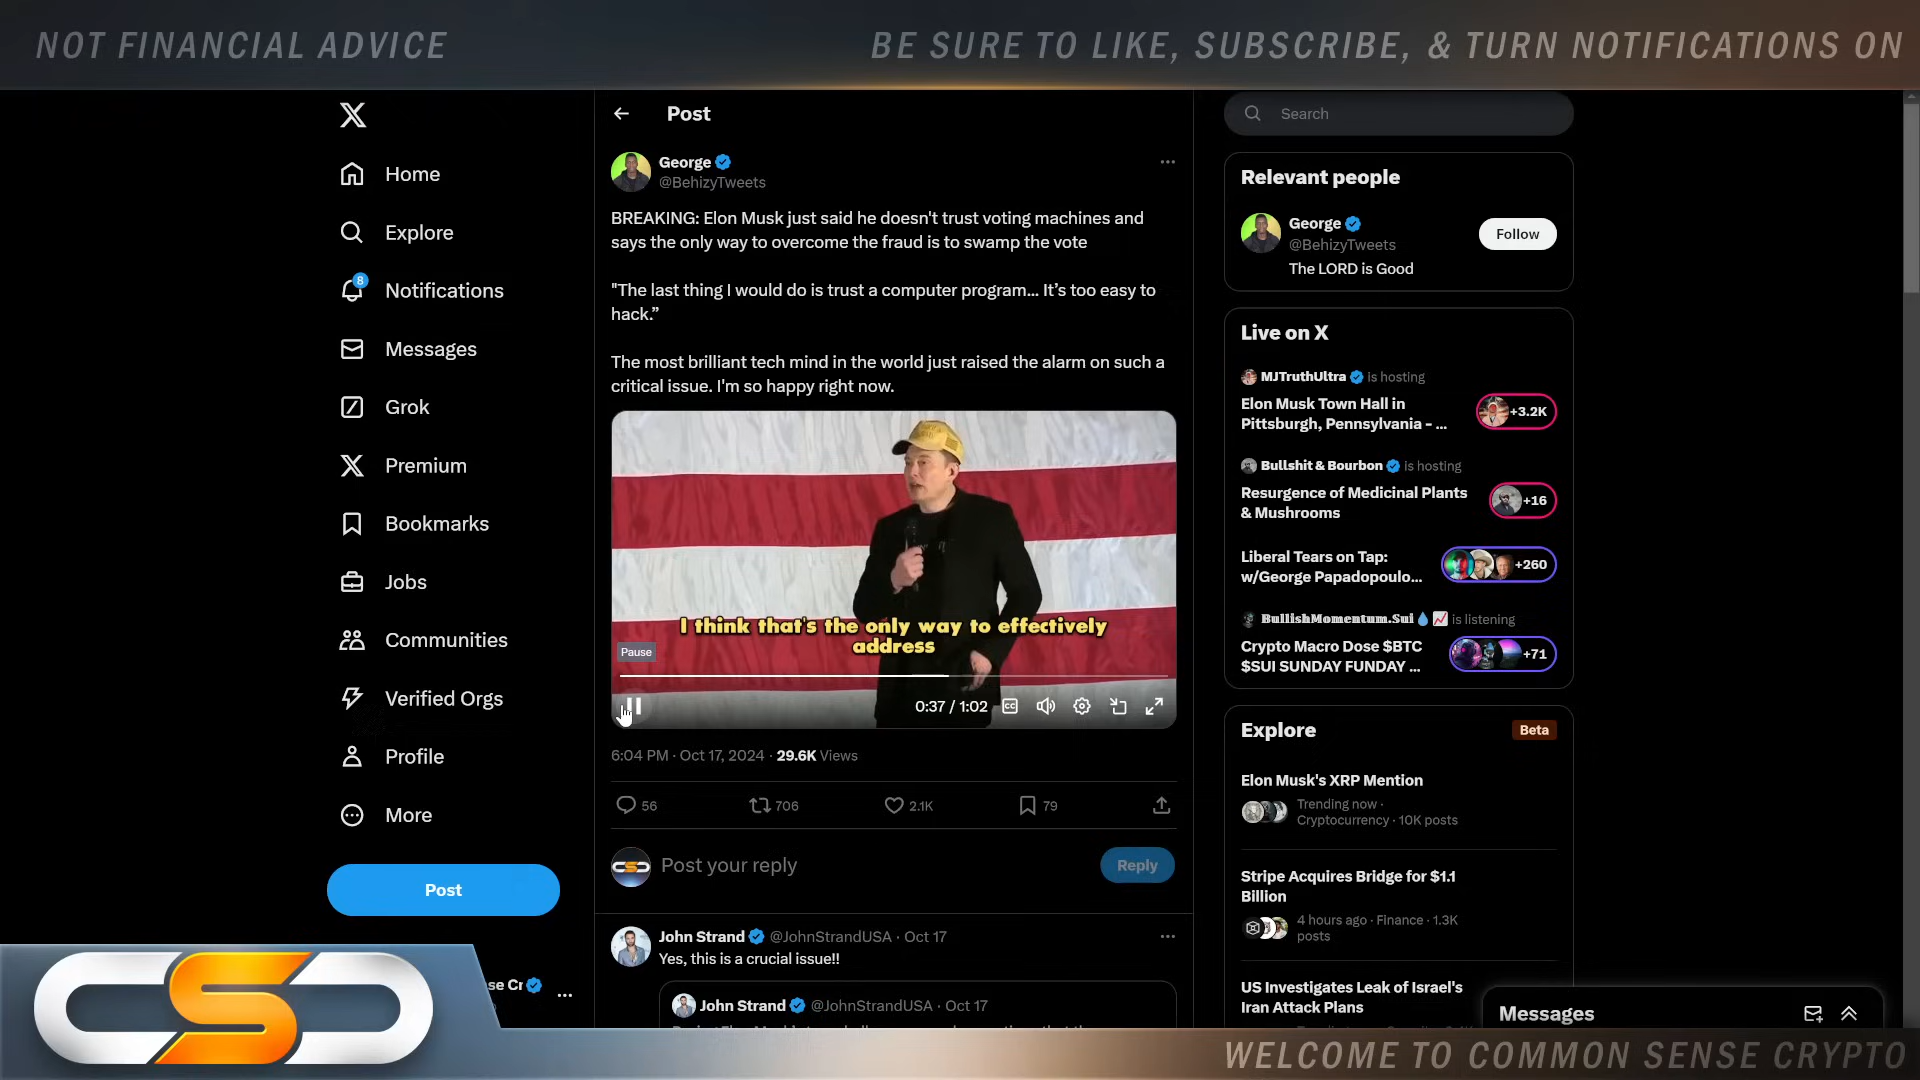 NOT FINANCIAL ADVICE
BE SURE TO LIKE, SUBSCRIBE, & TURN NOTIFICATIONS ON
Home
Explore
8
Notifications
Messages
Grok
Premium
Bookmarks
Jobs
Communities
Verified Orgs
Profile
More
Post
se Cr
Post
George
@BehizyTweets
BREAKING: Elon Musk just said he doesn't trust voting machines and
says the only way to overcome the fraud is to swamp the vote
"The last thing I would do is trust a computer program... It’s too easy to
hack.”
The most brilliant tech mind in the world just raised the alarm on such a
critical issue. I'm so happy right now.
I think that's the only way to effectively
address
Pause
0:37 / 1:02
CC
6:04 PM · Oct 17, 2024 · 29.6K Views
56
706
2.1K
79
Post your reply
Reply
John Strand @JohnStrandUSA · Oct 17
Yes, this is a crucial issue!!
John Strand @JohnStrandUSA · Oct 17
Search
Relevant people
George
@BehizyTweets
Follow
The LORD is Good
Live on X
MJTruthUltra is hosting
Elon Musk Town Hall in
Pittsburgh, Pennsylvania - ...
+3.2K
Bullshit & Bourbon is hosting
Resurgence of Medicinal Plants
& Mushrooms
+16
Liberal Tears on Tap:
w/George Papadopoulo...
+260
BullishMomentum.Sui is listening
Crypto Macro Dose $BTC
$SUI SUNDAY FUNDAY ...
+71
Explore
Beta
Elon Musk's XRP Mention
Trending now ·
Cryptocurrency · 10K posts
Stripe Acquires Bridge for $1.1
Billion
4 hours ago · Finance · 1.3K
posts
US Investigates Leak of Israel's
Iran Attack Plans
Messages
CSC
WELCOME TO COMMON SENSE CRYPTO